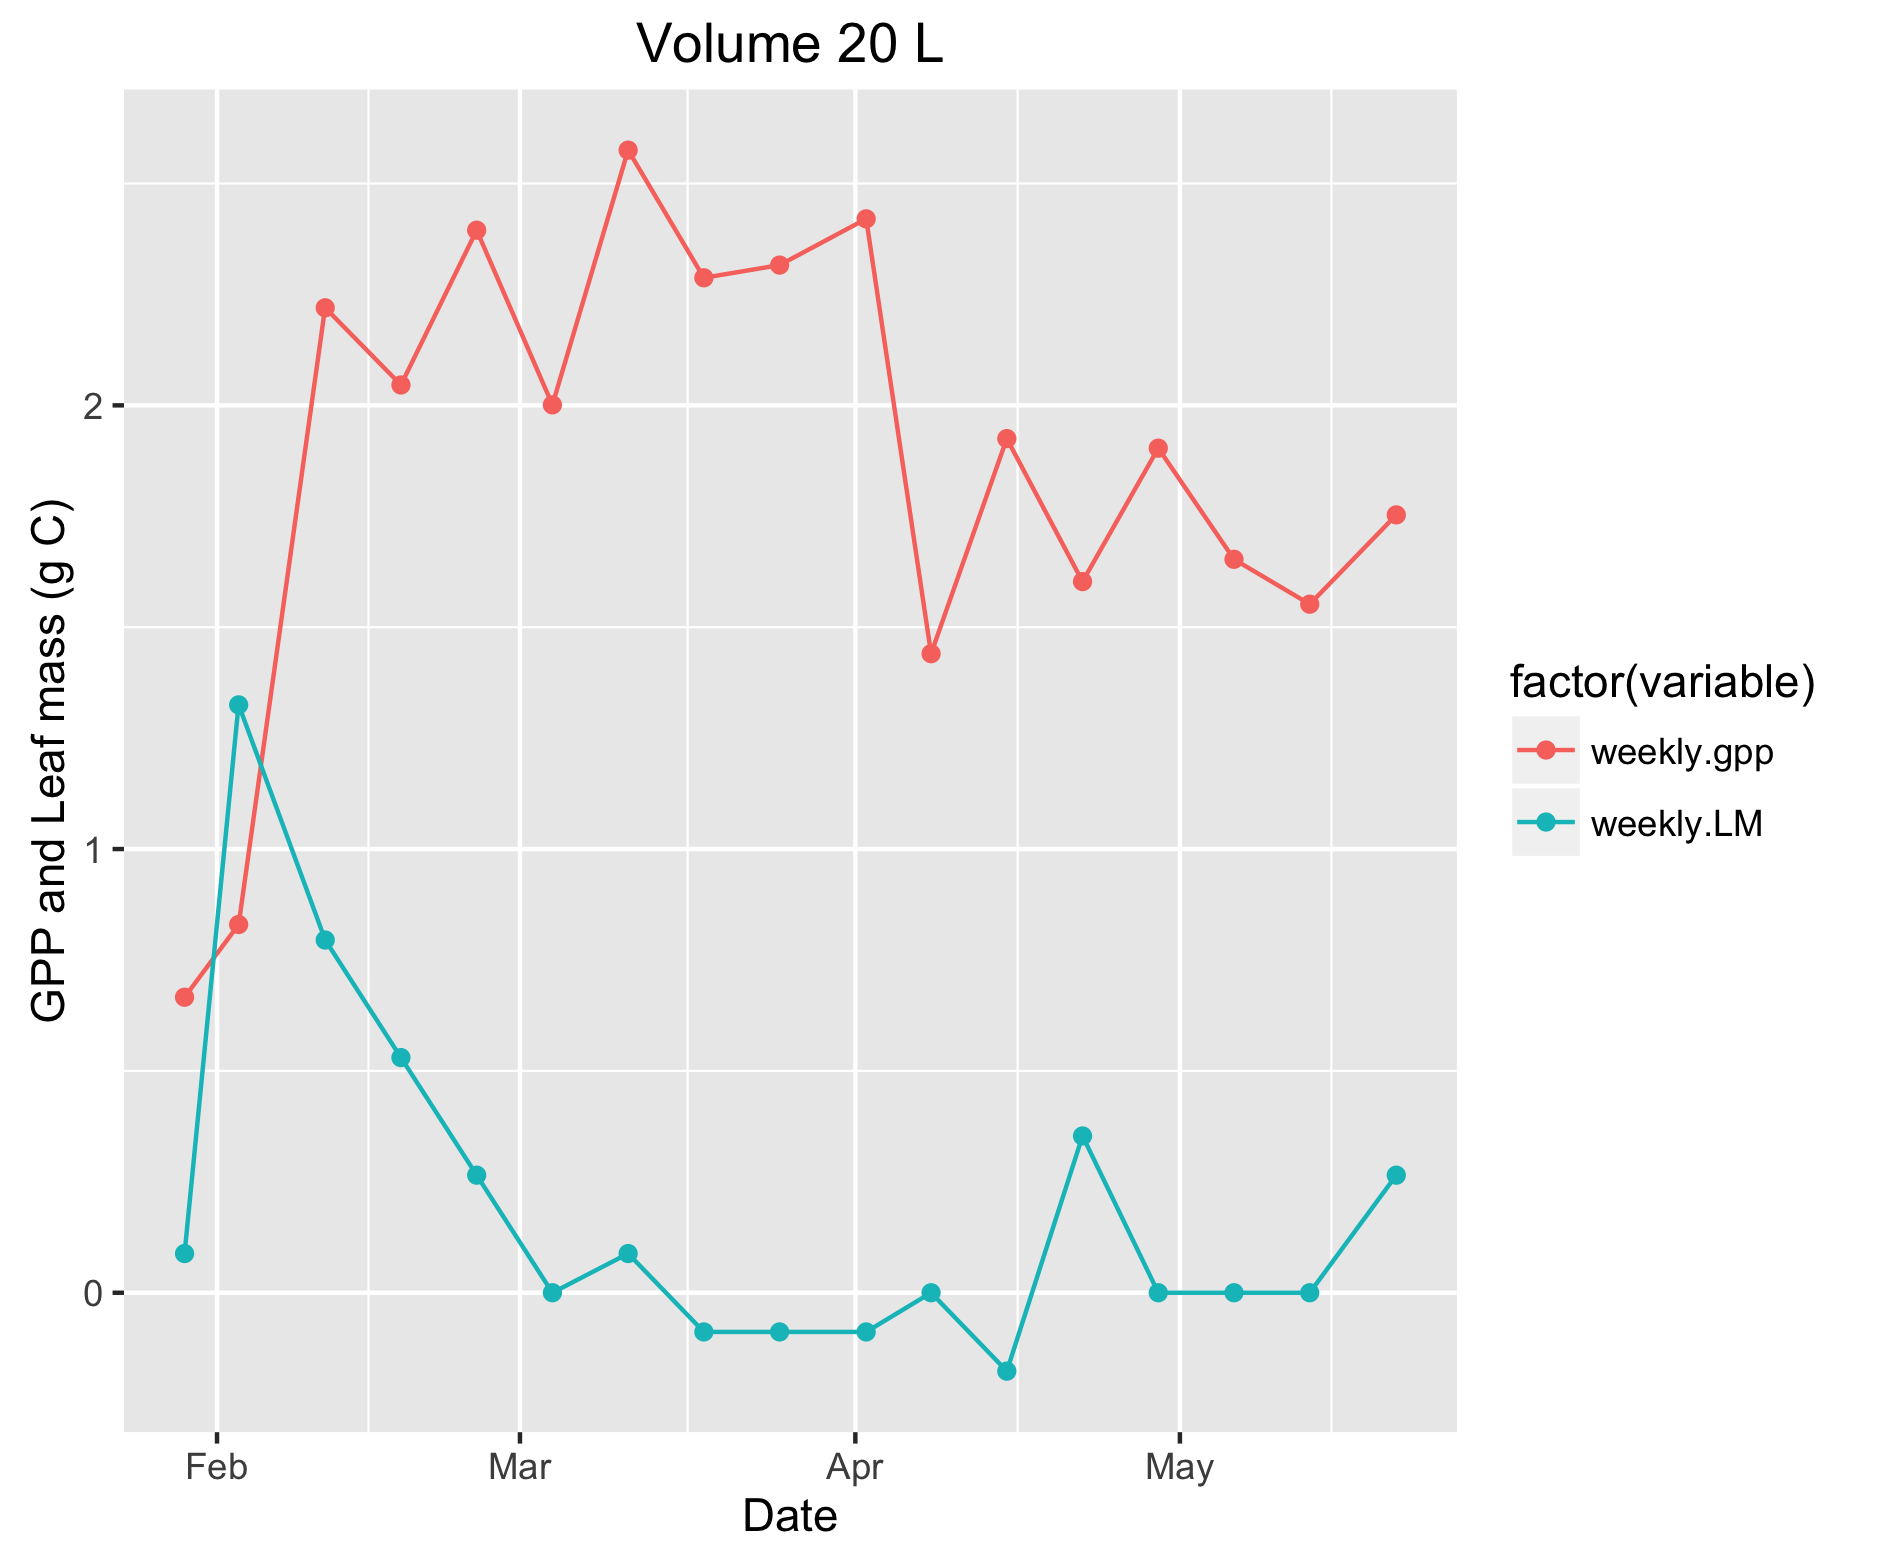 Volume 20 L
GPP and Leaf mass (g C)
2
1
0
Feb Mar Apr May
Date
factor(variable)
weekly.gpp
weekly.LM